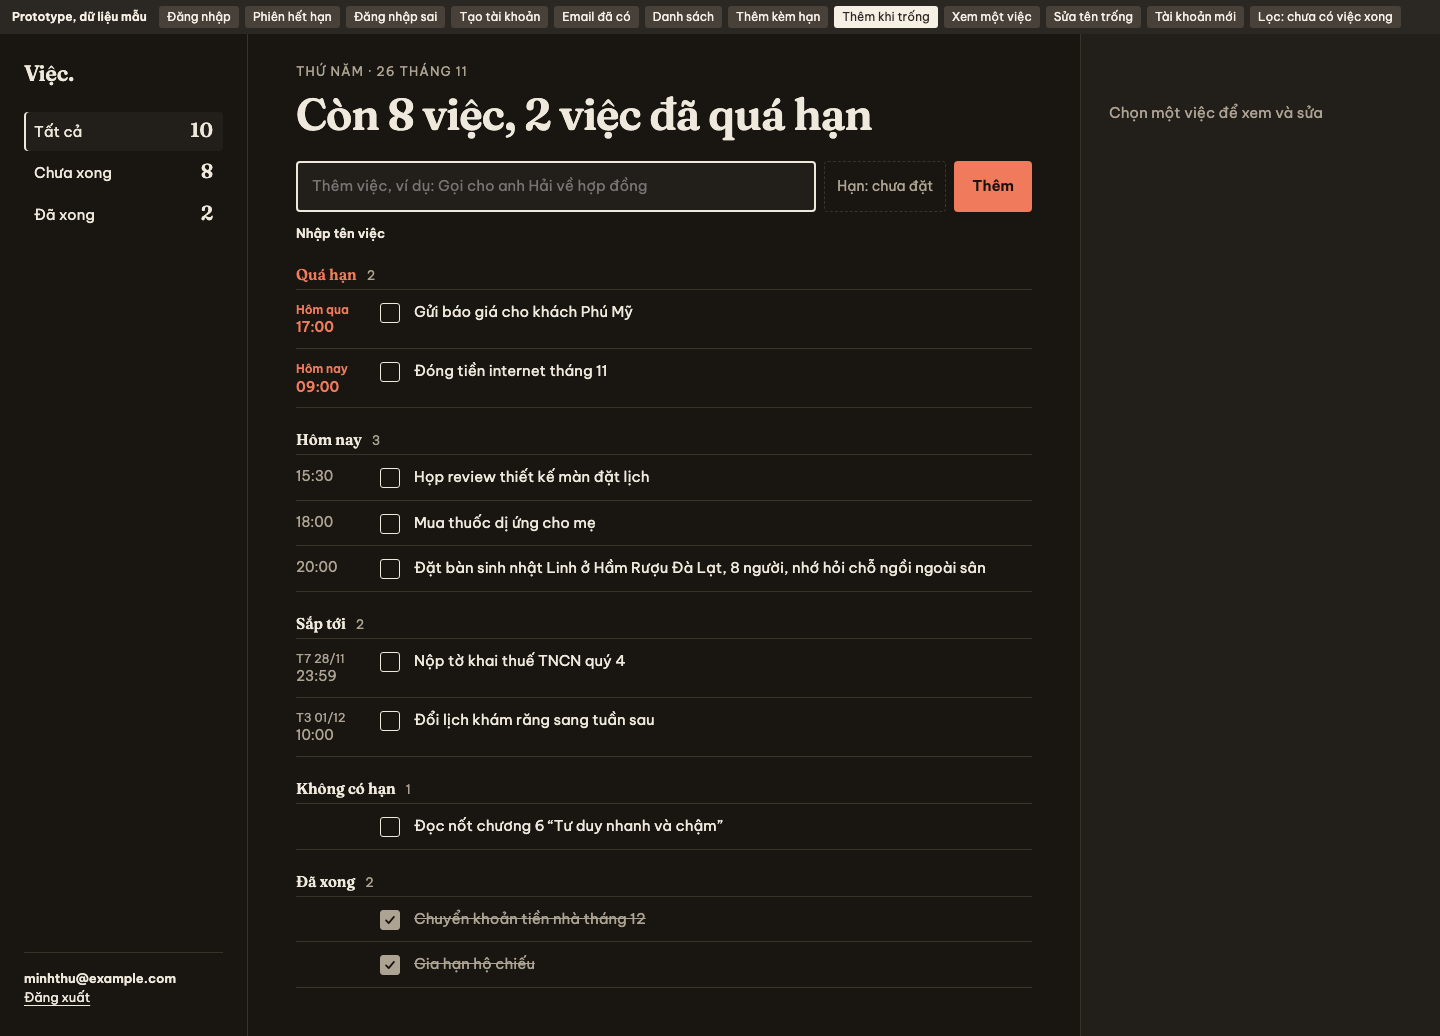 Prototype, dữ liệu mẫu Đăng nhập Phiên hết hạn Đăng nhập sai Tạo tài khoản Email đã có Danh sách Thêm kèm hạn Thêm khi trống Xem một việc Sửa tên trống Tài khoản mới Lọc: chưa có việc xong
Việc.
Tất cả 10
Chưa xong 8
Đã xong 2
minhthu@example.com
Đăng xuất
THỨ NĂM · 26 THÁNG 11
Còn 8 việc, 2 việc đã quá hạn
Thêm việc, ví dụ: Gọi cho anh Hải về hợp đồng Hạn: chưa đặt Thêm
Nhập tên việc
Quá hạn 2
Hôm qua
17:00 Gửi báo giá cho khách Phú Mỹ
Hôm nay
09:00 Đóng tiền internet tháng 11
Hôm nay 3
15:30 Họp review thiết kế màn đặt lịch
18:00 Mua thuốc dị ứng cho mẹ
20:00 Đặt bàn sinh nhật Linh ở Hầm Rượu Đà Lạt, 8 người, nhớ hỏi chỗ ngồi ngoài sân
Sắp tới 2
T7 28/11
23:59 Nộp tờ khai thuế TNCN quý 4
T3 01/12
10:00 Đổi lịch khám răng sang tuần sau
Không có hạn 1
Đọc nốt chương 6 “Tư duy nhanh và chậm”
Đã xong 2
Chuyển khoản tiền nhà tháng 12
Gia hạn hộ chiếu
Chọn một việc để xem và sửa